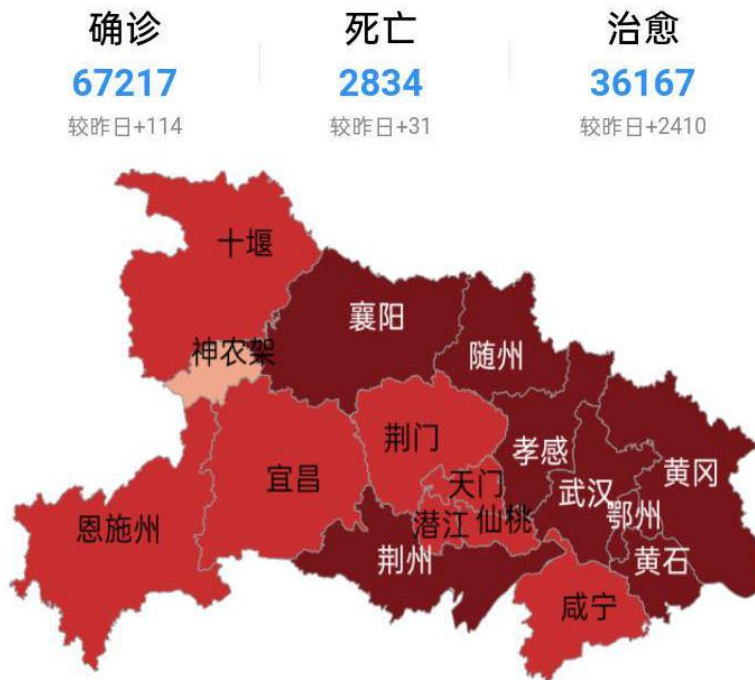 确诊 死亡 治愈
67217 2834 36167
较昨日+114 较昨日+31 较昨日+2410
十堰
襄阳
神农架 随州
荆门 孝感
宜昌 天门 武汉 黄冈
恩施州 潜江 仙桃 鄂州
荆州 黄石
咸宁